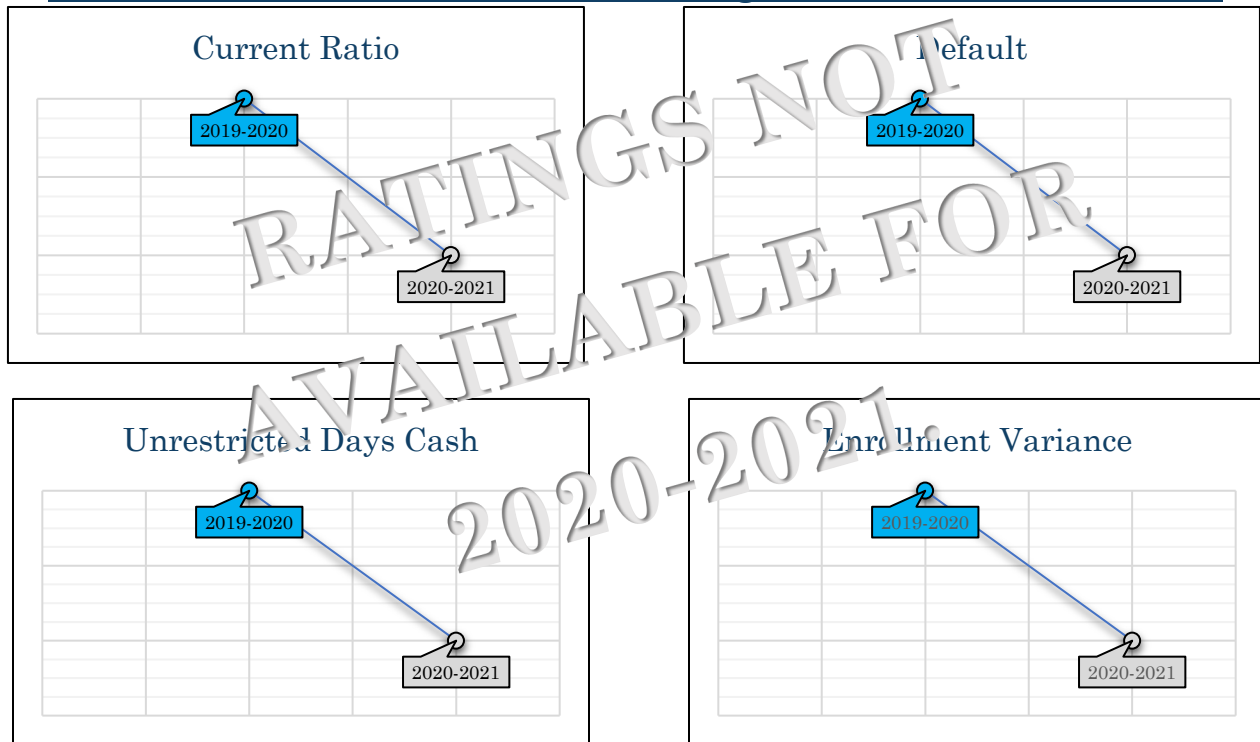 Current Ratio
2019-2020
2020-2021
Default
2019-2020
2020-2021
RATINGS NOT
AVAILABLE FOR
2020-2021.
Unrestricted Days Cash
2019-2020
2020-2021
Enrollment Variance
2019-2020
2020-2021